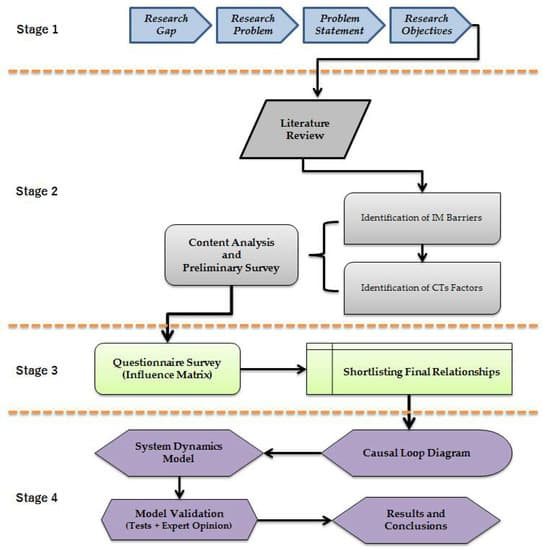 Stage 1
Research
Gap
Research
Problem
Problem
Statement
Research
Objectives
Stage 2
Literature
Review
Identification of IM Barriers
Content Analysis
and
Preliminary Survey
Identification of CTs Factors
Stage 3
Questionnaire Survey
(Influence Matrix)
Shortlisting Final Relationships
Stage 4
System Dynamics
Model
Causal Loop Diagram
Model Validation
(Tests + Expert Opinion)
Results and
Conclusions